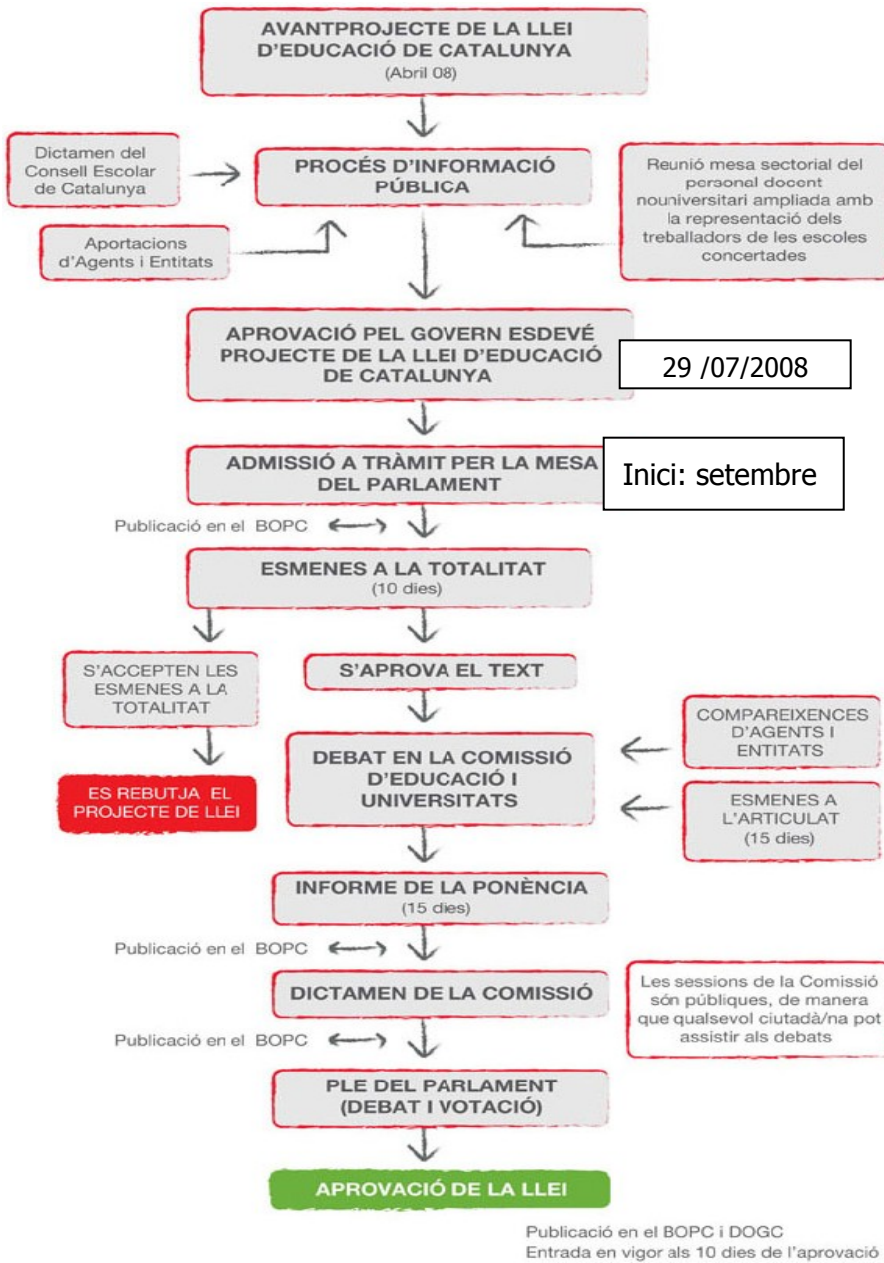 AVANTPROJECTE DE LA LLEI
D'EDUCACIÓ DE CATALUNYA
(Abril 08)
Dictamen del
Consell Escolar
de Catalunya
PROCÉS D'INFORMACIÓ
PÚBLICA
Reunió mesa sectorial del
personal docent
nouniversitari ampliada amb
la representació dels
treballadors de les escoles
concertades
Aportacions
d'Agents i Entitats
APROVACIÓ PEL GOVERN ESDEVÉ
PROJECTE DE LA LLEI D'EDUCACIÓ
DE CATALUNYA
29 /07/2008
ADMISSIÓ A TRÀMIT PER LA MESA
DEL PARLAMENT
Inici: setembre
Publicació en el BOPC
ESMENES A LA TOTALITAT
(10 dies)
S'ACCEPTEN LES
ESMENES A LA
TOTALITAT
S'APROVA EL TEXT
COMPAREIXENCES
D'AGENTS I
ENTITATS
DEBAT EN LA COMISSIÓ
D'EDUCACIÓ I
UNIVERSITATS
ES REBUTJA EL
PROJECTE DE LLEI
ESMENES A
L'ARTICULAT
(15 dies)
INFORME DE LA PONÈNCIA
(15 dies)
Publicació en el BOPC
DICTAMEN DE LA COMISSIÓ
Les sessions de la Comissió
són públiques, de manera
que qualsevol ciutadà/na pot
assistir als debats
Publicació en el BOPC
PLE DEL PARLAMENT
(DEBAT I VOTACIÓ)
APROVACIÓ DE LA LLEI
Publicació en el BOPC i DOGC
Entrada en vigor als 10 dies de l'aprovació